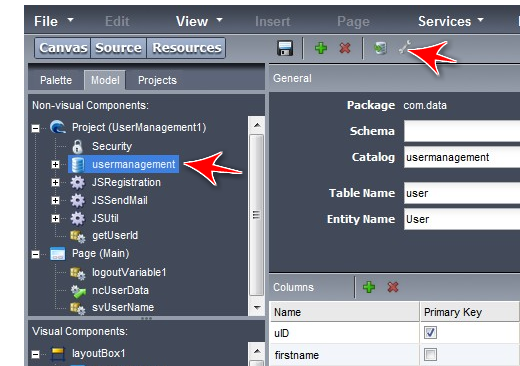 File Edit View Insert Page Services
Canvas Source Resources
Palette Model Projects
General
Non-visual Components:
Project (UserManagement1)
Security
usermanagement
JSRegistration
JSSendMail
JSUtil
getUserId
Page (Main)
logoutVariable1
ncUserData
svUserName
Visual Components:
layoutBox1
Package com.data
Schema
Catalog usermanagement
Table Name user
Entity Name User
Columns
Name Primary Key
uID
firstname